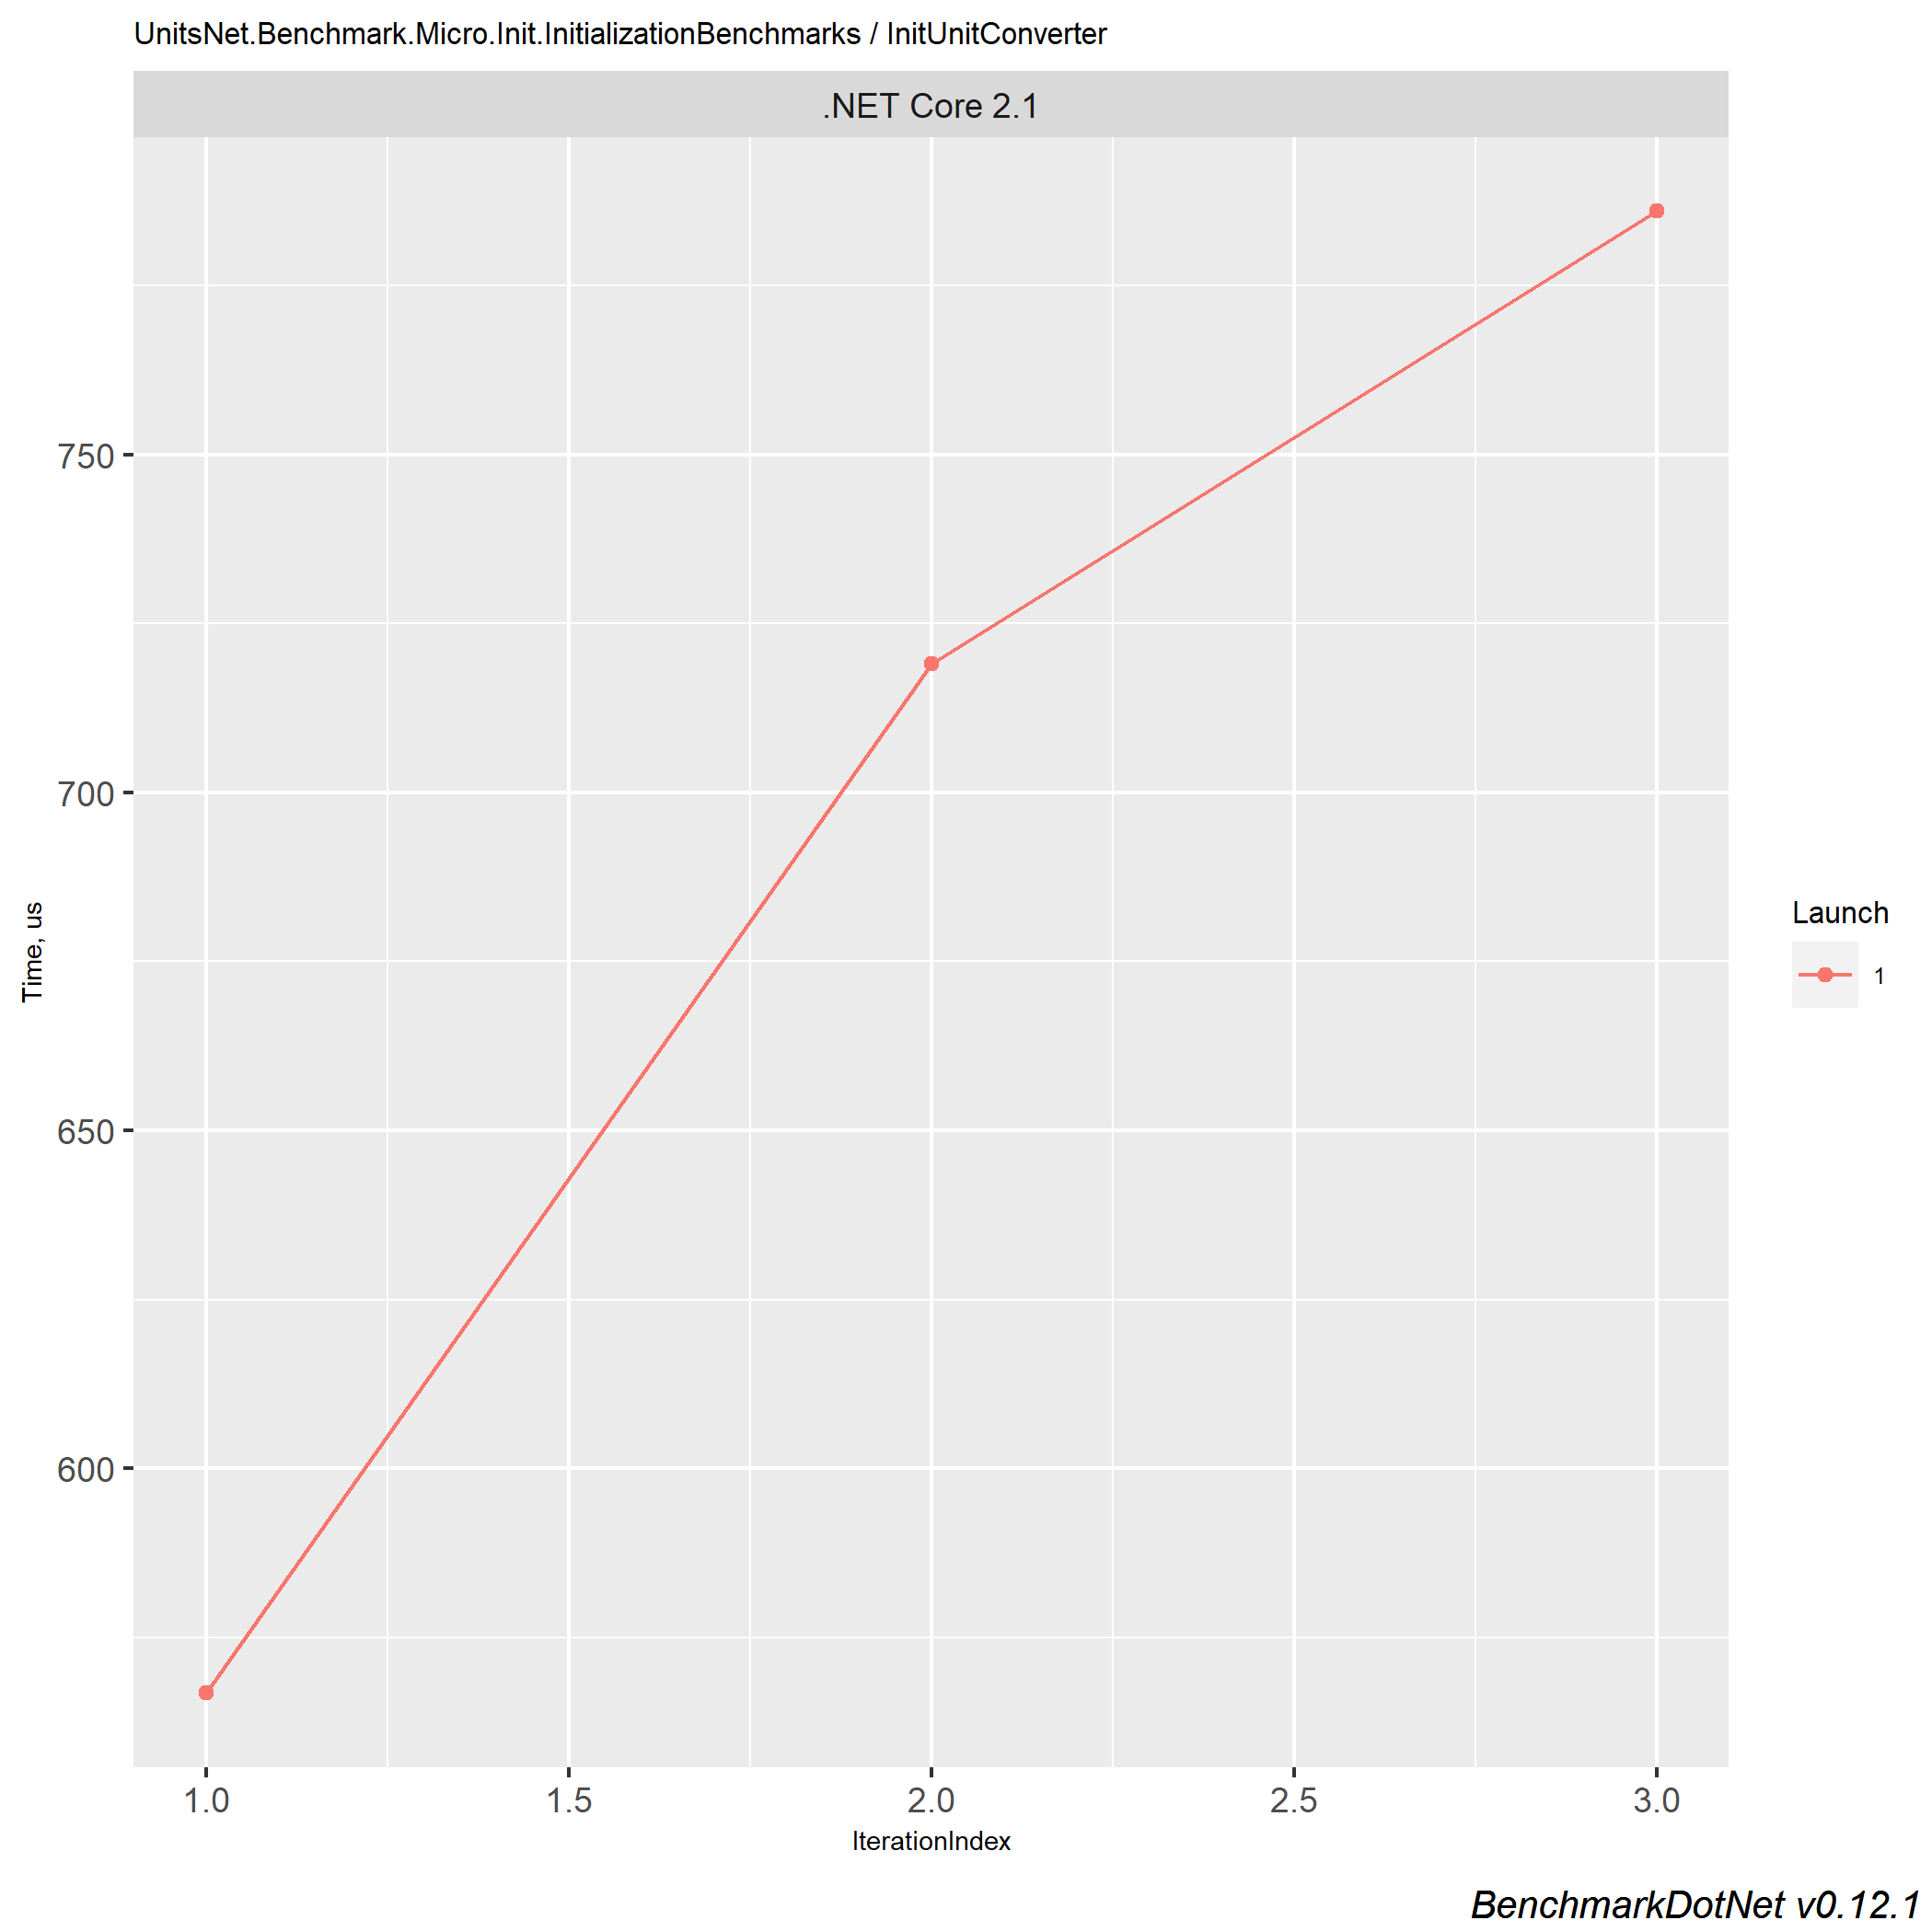 UnitsNet.Benchmark.Micro.Init.InitializationBenchmarks / InitUnitConverter
.NET Core 2.1
750
700
650
600
Time, us
Launch
1
1.0 1.5 2.0 2.5 3.0
IterationIndex
BenchmarkDotNet v0.12.1